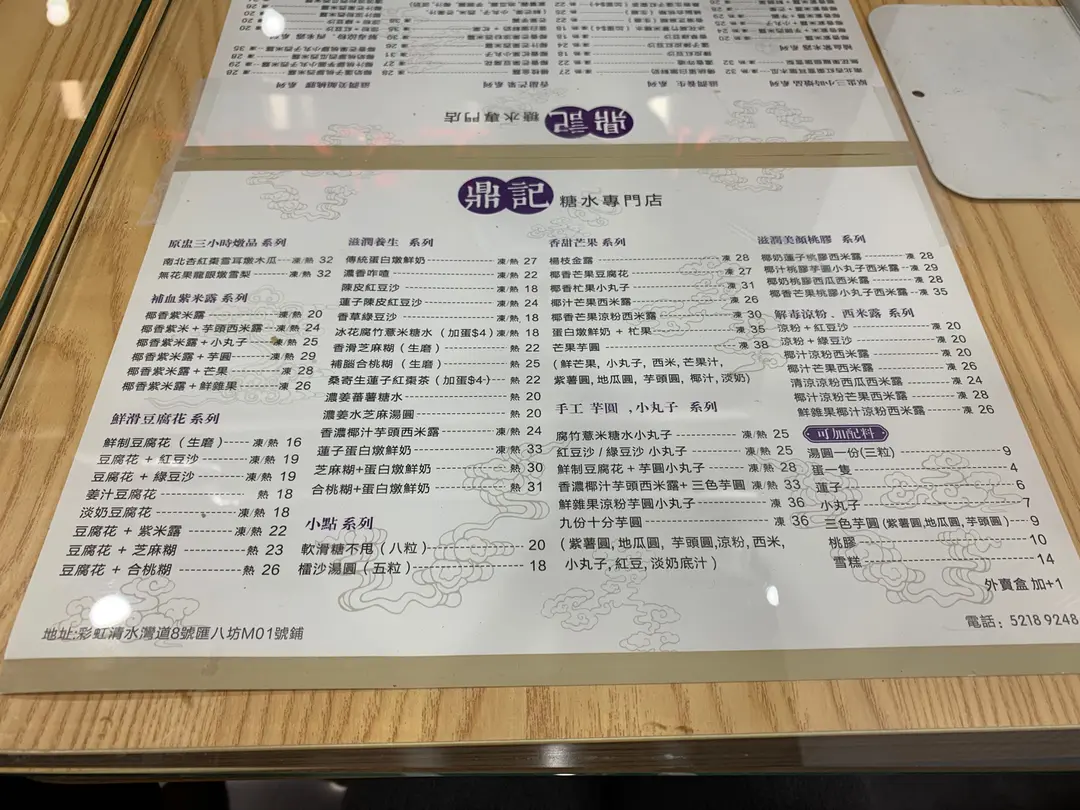 鼎記 糖水專門店
原盅三小時燉品 系列
南北杏紅棗雪耳燉木瓜---凍/熱 32
無花果龍眼燉雪梨---凍/熱 32
補血紫米露 系列
椰香紫米露---凍/熱 20
椰香紫米+芋頭西米露---凍/熱 24
椰香紫米露+小丸子---凍/熱 25
椰香紫米露+芋圓---凍/熱 29
椰香紫米露+芒果---凍 28
椰香紫米露+鮮雜果---凍 26
鮮滑豆腐花 系列
鮮制豆腐花(生磨)---凍/熱 16
豆腐花 + 紅豆沙---凍/熱 19
豆腐花 + 綠豆沙---凍/熱 19
姜汁豆腐花---熱 18
淡奶豆腐花---凍/熱 18
豆腐花 + 紫米露---凍/熱 22
豆腐花 + 芝麻糊---熱 23
豆腐花 + 合桃糊---熱 26
滋潤養生 系列
傳統蛋白燉鮮奶---凍/熱 27
濃香咋喳---凍/熱 22
陳皮紅豆沙---凍/熱 18
蓮子陳皮紅豆沙---凍/熱 24
香草綠豆沙---凍/熱 18
冰花腐竹薏米糖水(加蛋$4)---凍/熱 18
香滑芝麻糊(生磨)---熱 22
補腦合桃糊(生磨)---熱 25
桑寄生蓮子紅棗茶(加蛋$4)---熱 22
濃姜蕃薯糖水---熱 20
濃姜水芝麻湯圓---熱 20
香濃椰汁芋頭西米露---凍/熱 24
蓮子蛋白燉鮮奶---凍/熱 33
芝麻糊+蛋白燉鮮奶---熱 30
合桃糊+蛋白燉鮮奶---熱 31
小點 系列
軟滑糖不甩(八粒)---20
擂沙湯圓(五粒)---18
香甜芒果 系列
楊枝金露---凍 28
椰香芒果豆腐花---凍 27
椰香杧果小丸子---凍 31
椰汁芒果西米露---凍 26
椰香芒果紫米露---凍 30
蛋白燉鮮奶 + 杧果---凍 35
芒果芋圓---凍 38
(鮮芒果, 小丸子, 西米, 芒果汁,
紫薯圓, 地瓜圓, 芋頭圓, 椰汁, 淡奶)
手工 芋圓 ,小丸子 系列
腐竹薏米糖水小丸子---凍/熱 25
紅豆沙/綠豆沙 小丸子---凍/熱 25
鮮制豆腐花 + 芋圓小丸子---凍/熱 28
香濃椰汁芋頭西米露+ 三色芋圓 凍/熱 33
鮮雜果涼粉芋圓小丸子---凍 36
九份十分芋圓---凍 36
(紫薯圓, 地瓜圓, 芋頭圓,涼粉, 西米,
小丸子, 紅豆, 淡奶底汁)
滋潤美顏桃膠 系列
椰奶蓮子桃膠西米露---凍 28
椰汁桃膠芋圓小丸子西米露---凍 29
椰奶桃膠西瓜西米露---凍 28
椰香芒果桃膠小丸子西米露---凍 35
解毒涼粉、西米露 系列
涼粉 + 紅豆沙---凍 20
涼粉 + 綠豆沙---凍 20
椰汁涼粉西米露---凍 20
椰汁芒果西米露---凍 26
清涼涼粉西瓜西米露---凍 24
椰汁涼粉芒果西米露---凍 28
鮮雜果椰汁涼粉西米露---凍 26
可加配料
湯圓一份(三粒)---9
蛋一隻---4
蓮子---6
小丸子---7
三色芋圓 (紫薯圓,地瓜圓,芋頭圓)---9
桃膠---10
雪糕---14
外賣盒 加+1
地址:彩虹清水灣道8號匯八坊M01號鋪
電話:5218 9248